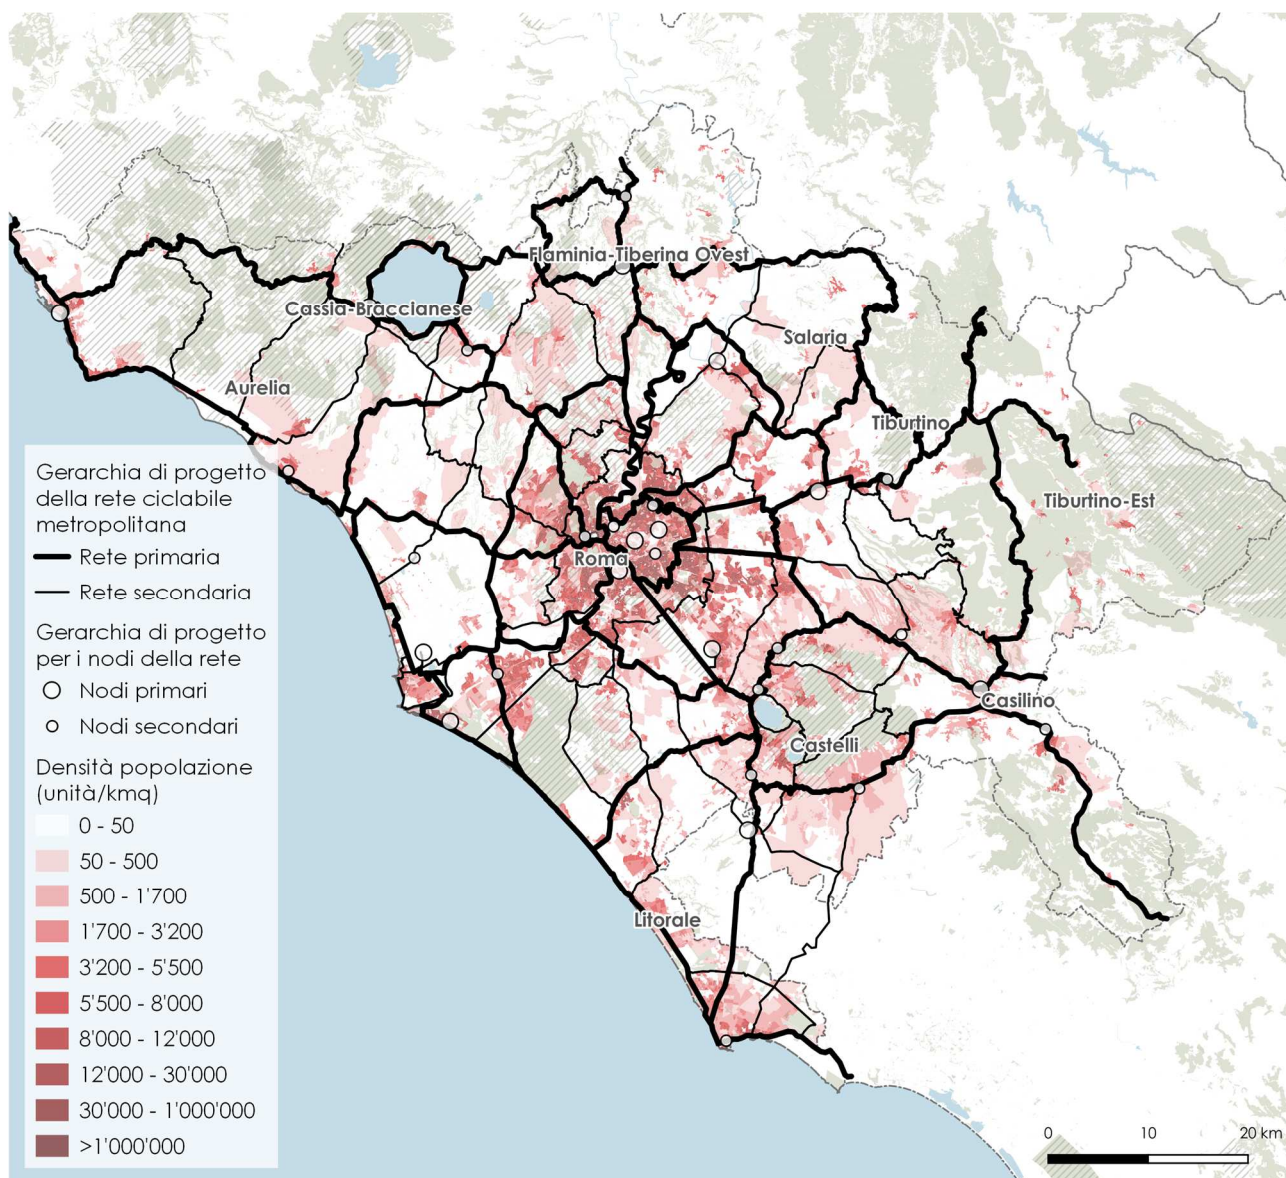 Flaminia-Tiberina Ovest
Cassia-Braccianese
Salaria
Aurelia
Tiburtino
Tiburtino-Est
Roma
Casilino
Castelli
Litorale
Gerarchia di progetto
della rete ciclabile
metropolitana
Rete primaria
Rete secondaria
Gerarchia di progetto
per i nodi della rete
Nodi primari
Nodi secondari
Densità popolazione
(unità/kmq)
0 - 50
50 - 500
500 - 1'700
1'700 - 3'200
3'200 - 5'500
5'500 - 8'000
8'000 - 12'000
12'000 - 30'000
30'000 - 1'000'000
>1'000'000
0 10 20 km